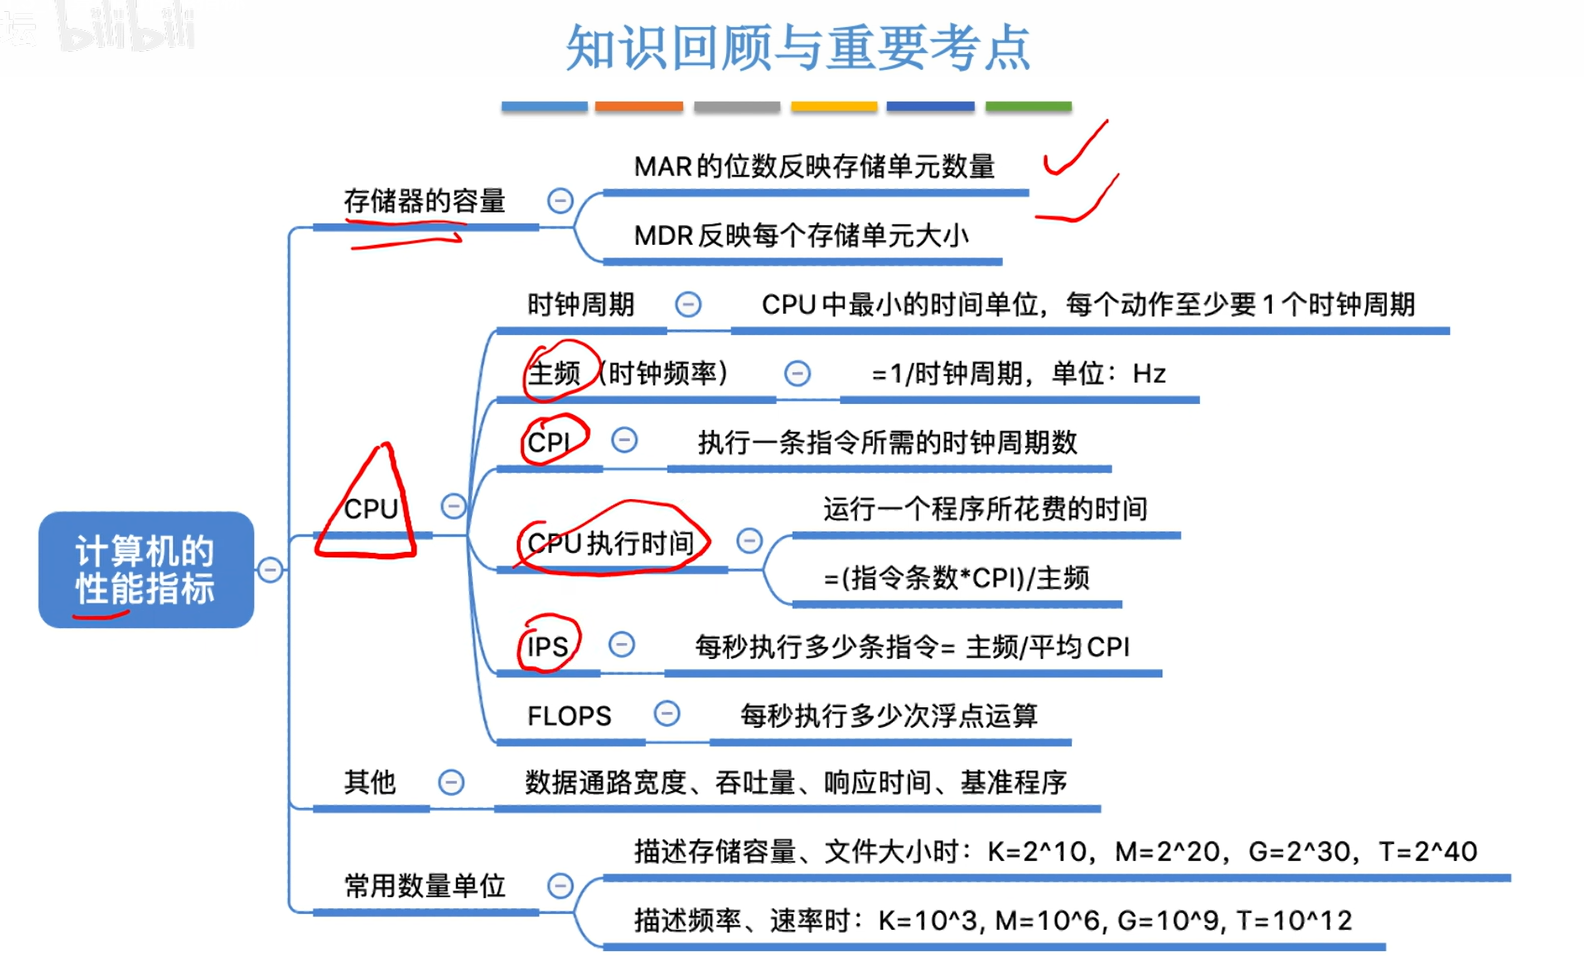 坛 bilibili
知识回顾与重要考点
计算机的
性能指标
存储器的容量
MAR的位数反映存储单元数量
MDR反映每个存储单元大小
CPU
时钟周期
CPU中最小的时间单位，每个动作至少要1个时钟周期
主频（时钟频率）
=1/时钟周期，单位：Hz
CPI
执行一条指令所需的时钟周期数
CPU执行时间
运行一个程序所花费的时间
=(指令条数*CPI)/主频
IPS
每秒执行多少条指令= 主频/平均CPI
FLOPS
每秒执行多少次浮点运算
其他
数据通路宽度、吞吐量、响应时间、基准程序
常用数量单位
描述存储容量、文件大小时：K=2^10，M=2^20，G=2^30，T=2^40
描述频率、速率时：K=10^3, M=10^6, G=10^9, T=10^12